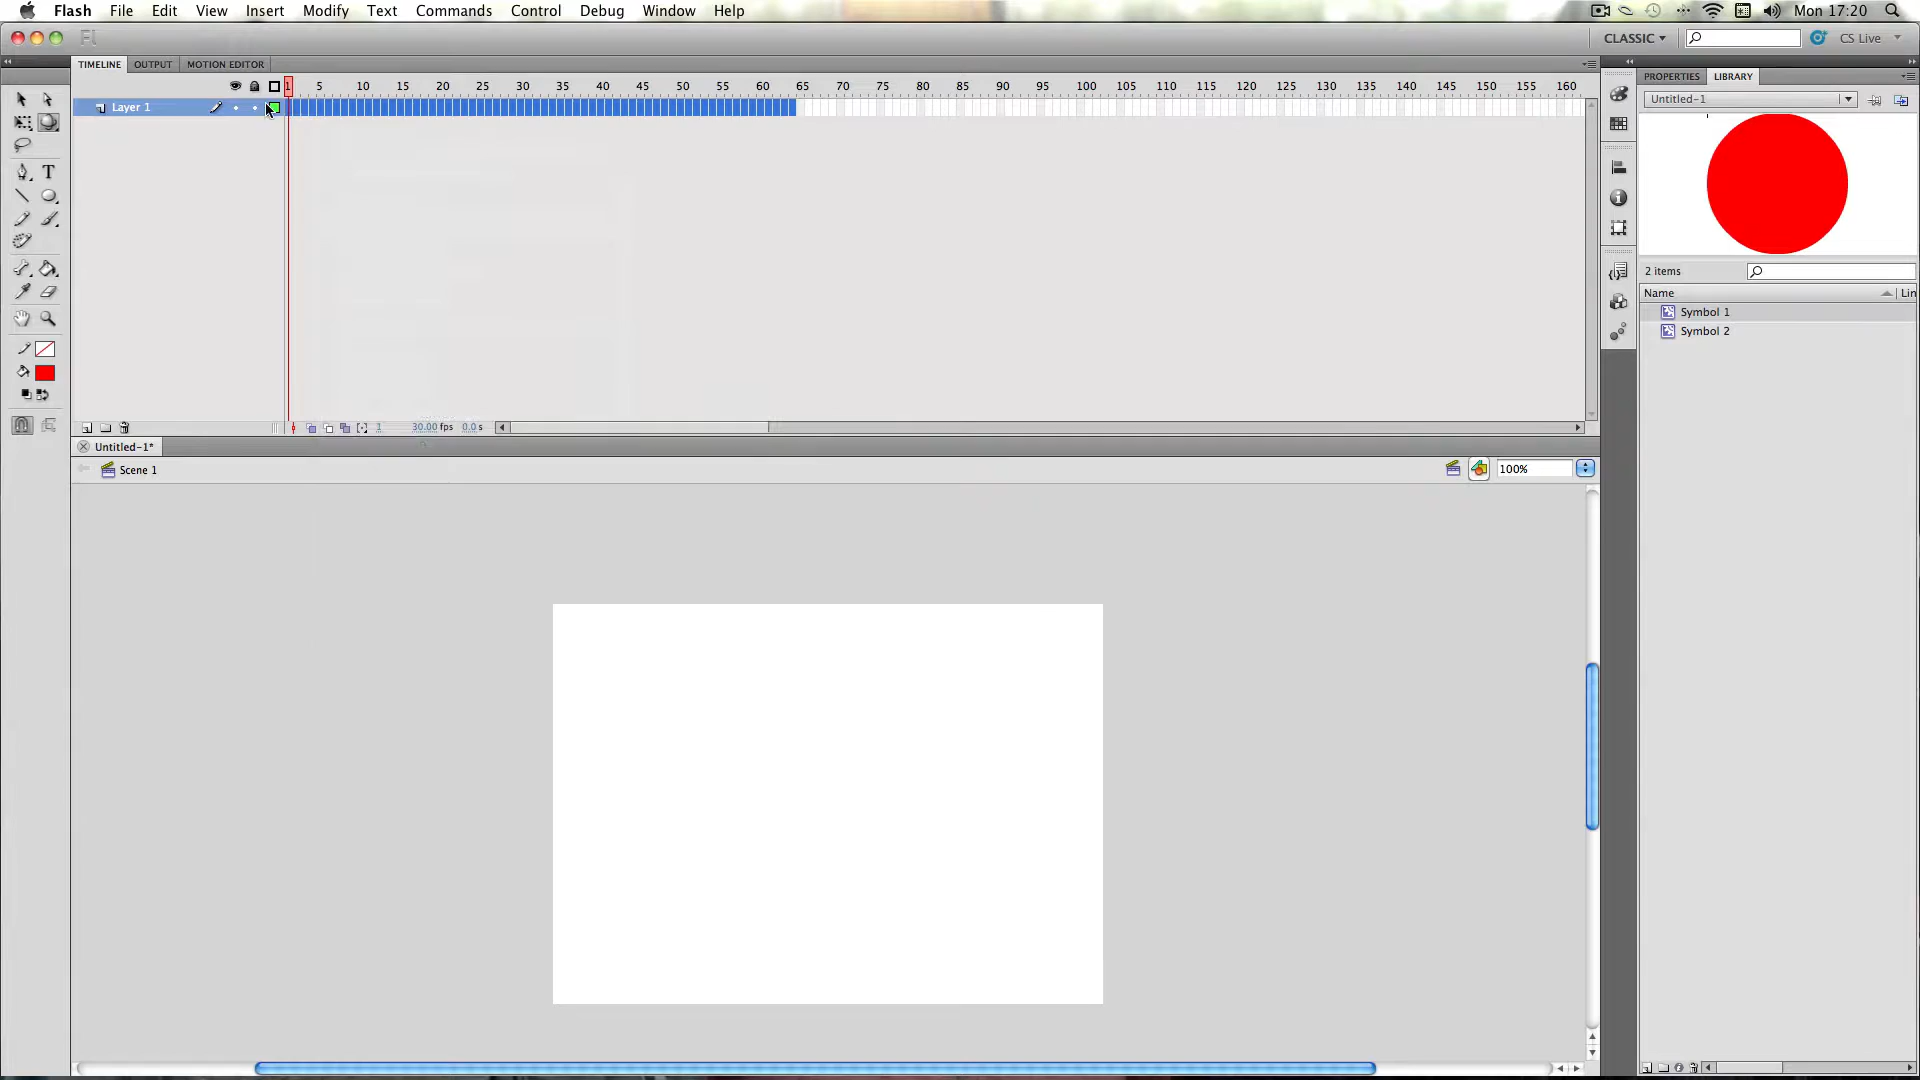 Flash File Edit View Insert Modify Text Commands Control Debug Window Help Mon 17:20
Fl CLASSIC CS Live
TIMELINE OUTPUT MOTION EDITOR
PROPERTIES LIBRARY
1 5 10 15 20 25 30 35 40 45 50 55 60 65 70 75 80 85 90 95 100 105 110 115 120 125 130 135 140 145 150 155 160
Layer 1
Untitled-1
2 items
Name Lin
Symbol 1
Symbol 2
1 30.00 fps 0.0 s
Untitled-1*
Scene 1
100%